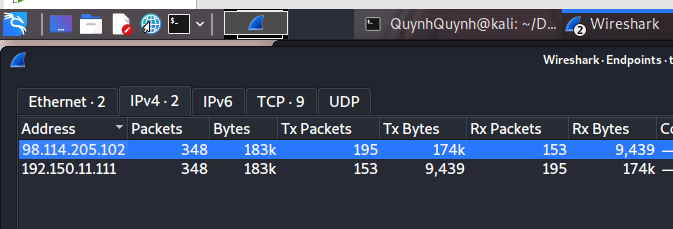 QuynhQuynh@kali: ~/D... Wireshark
2
Wireshark · Endpoints ·
Ethernet · 2 IPv4 · 2 IPv6 TCP · 9 UDP
Address Packets Bytes Tx Packets Tx Bytes Rx Packets Rx Bytes
98.114.205.102 348 183k 195 174k 153 9,439 —
192.150.11.111 348 183k 153 9,439 195 174k —